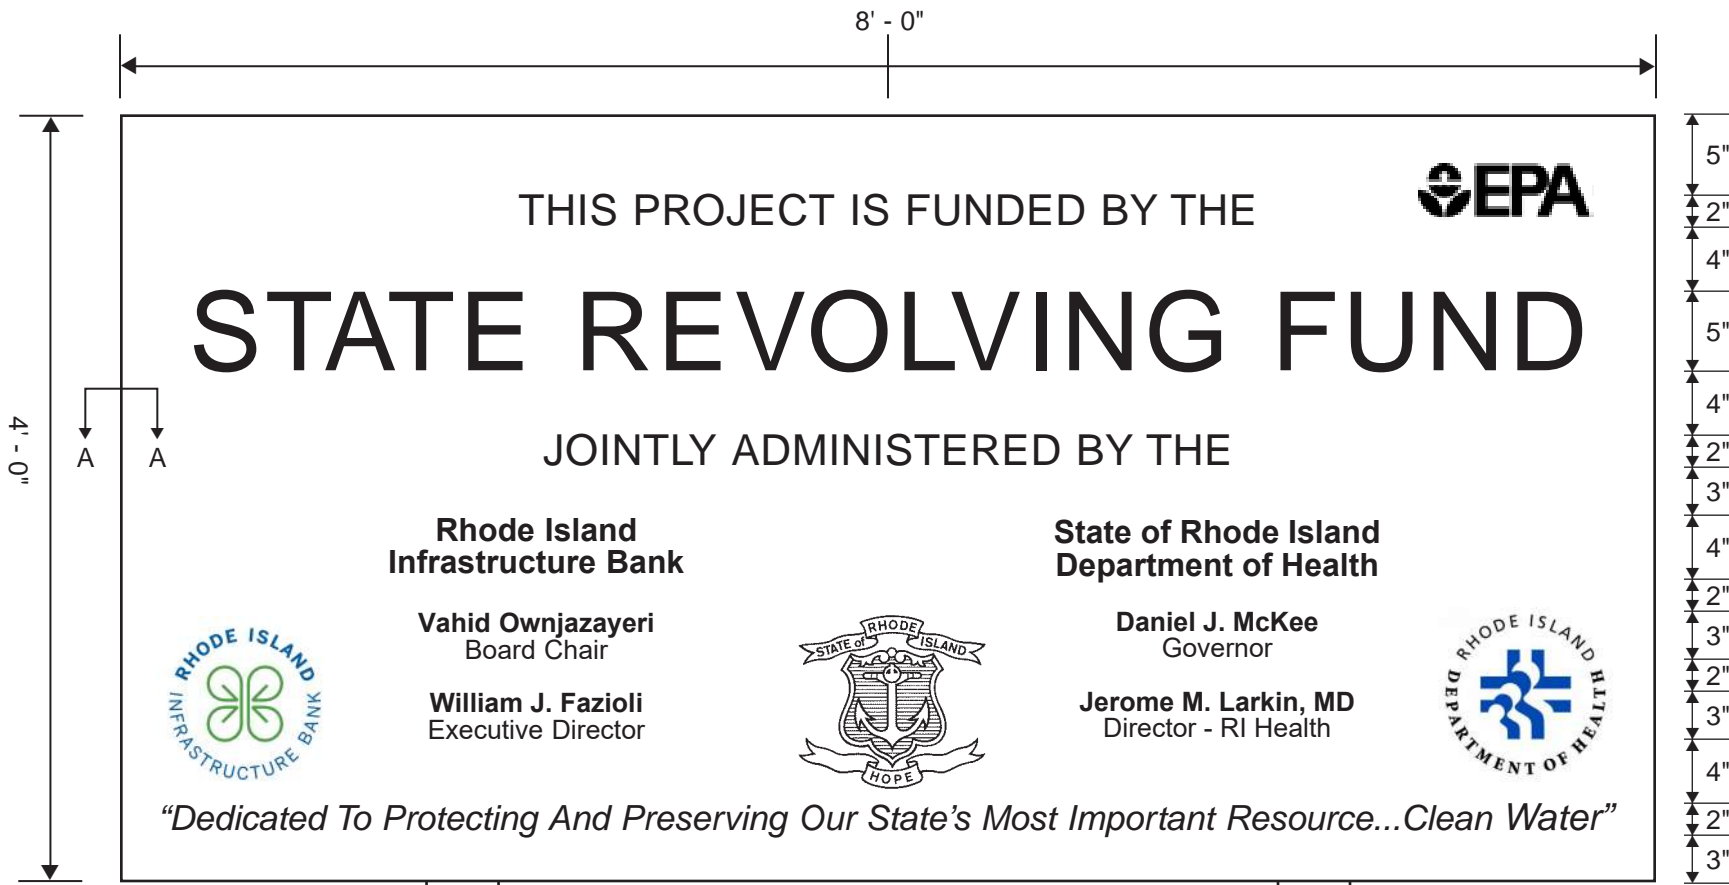 8' - 0"
5"
EPA
THIS PROJECT IS FUNDED BY THE
2"
4"
STATE REVOLVING FUND
5"
4"
4' - 0"
A A
JOINTLY ADMINISTERED BY THE
2"
3"
Rhode Island
Infrastructure Bank
State of Rhode Island
Department of Health
4"
2"
Vahid Ownjazayeri
Board Chair
Daniel J. McKee
Governor
3"
2"
William J. Fazioli
Executive Director
Jerome M. Larkin, MD
Director - RI Health
3"
RHODE ISLAND
INFRASTRUCTURE BANK
STATE of RHODE ISLAND
HOPE
RHODE ISLAND
DEPARTMENT OF HEALTH
4"
“Dedicated To Protecting And Preserving Our State’s Most Important Resource...Clean Water”
2"
3"